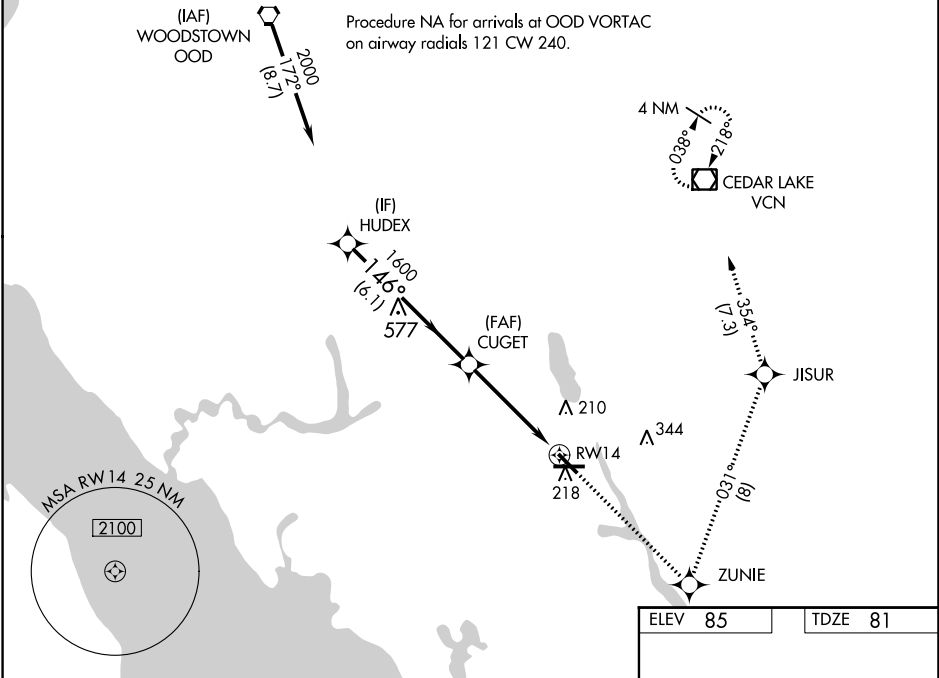 (IAF)
WOODSTOWN
OOD
Procedure NA for arrivals at OOD VORTAC
on airway radials 121 CW 240.
2000
172°
(8.7)
4 NM
038°
218°
CEDAR LAKE
VCN
(IF)
HUDEX
1600
146°
(6.1)
577
(FAF)
CUGET
354°
(7.3)
JISUR
210
344
RW14
218
031°
(8)
MSA RW14 25 NM
2100
ZUNIE
ELEV 85
TDZE 81